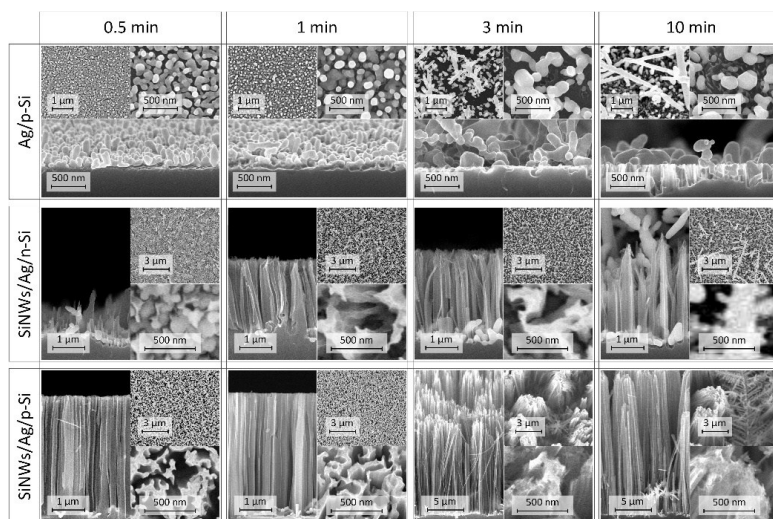 0.5 min 1 min 3 min 10 min
Ag/p-Si
1 μm 500 nm 1 μm 500 nm 1 μm 500 nm 1 μm 500 nm
500 nm 500 nm 500 nm 500 nm
SiNWs/Ag/n-Si
3 μm 3 μm 3 μm 3 μm
1 μm 500 nm 1 μm 500 nm 1 μm 500 nm 1 μm 500 nm
SiNWs/Ag/p-Si
3 μm 3 μm 3 μm 3 μm
1 μm 500 nm 1 μm 500 nm 5 μm 500 nm 5 μm 500 nm